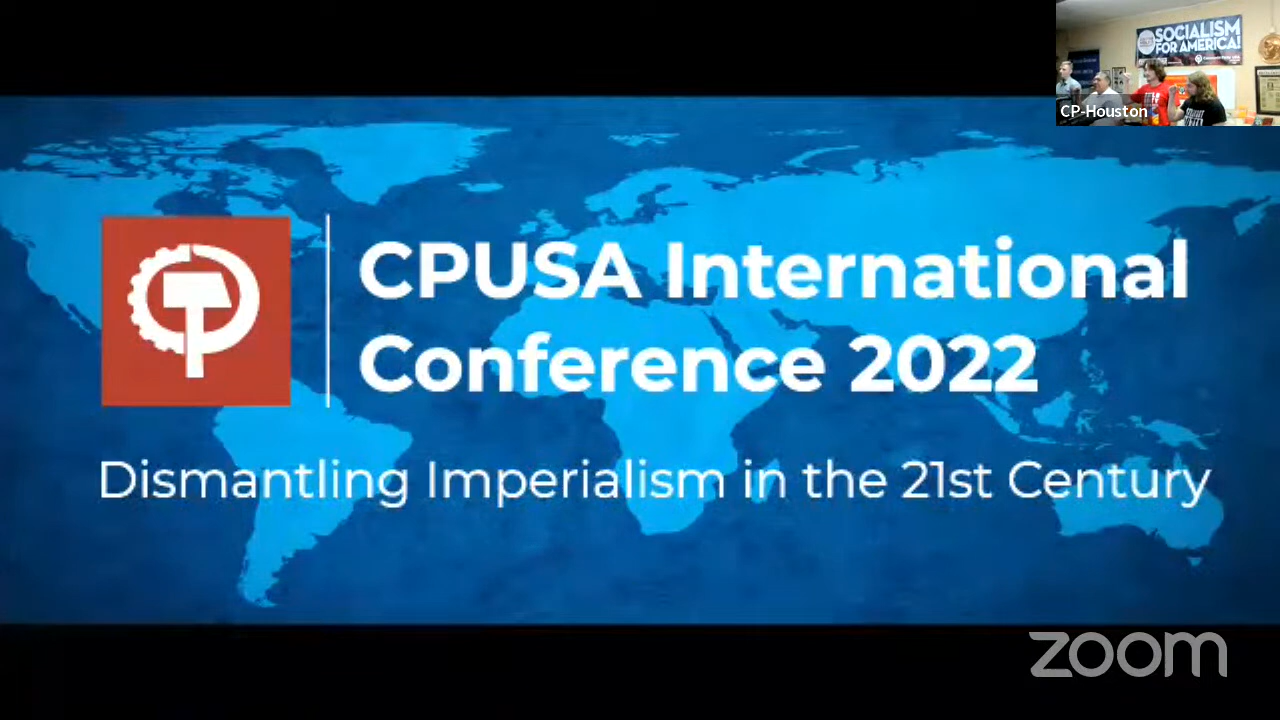 SOCIALISM
FOR AMERICA!
CP-Houston
CPUSA International
Conference 2022
Dismantling Imperialism in the 21st Century
zoom